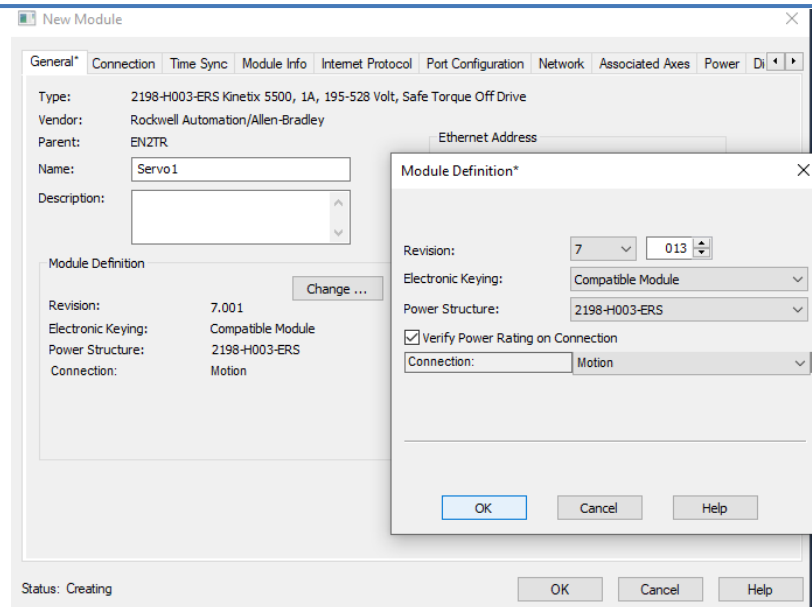 New Module
General* Connection Time Sync Module Info Internet Protocol Port Configuration Network Associated Axes Power Di
Type: 2198-H003-ERS Kinetix 5500, 1A, 195-528 Volt, Safe Torque Off Drive
Vendor: Rockwell Automation/Allen-Bradley
Parent: EN2TR
Ethernet Address
Name: Servo1
Description:
Module Definition
Change ...
Revision: 7.001
Electronic Keying: Compatible Module
Power Structure: 2198-H003-ERS
Connection: Motion
Module Definition*
Revision: 7 013
Electronic Keying: Compatible Module
Power Structure: 2198-H003-ERS
Verify Power Rating on Connection
Connection: Motion
OK Cancel Help
Status: Creating
OK Cancel Help